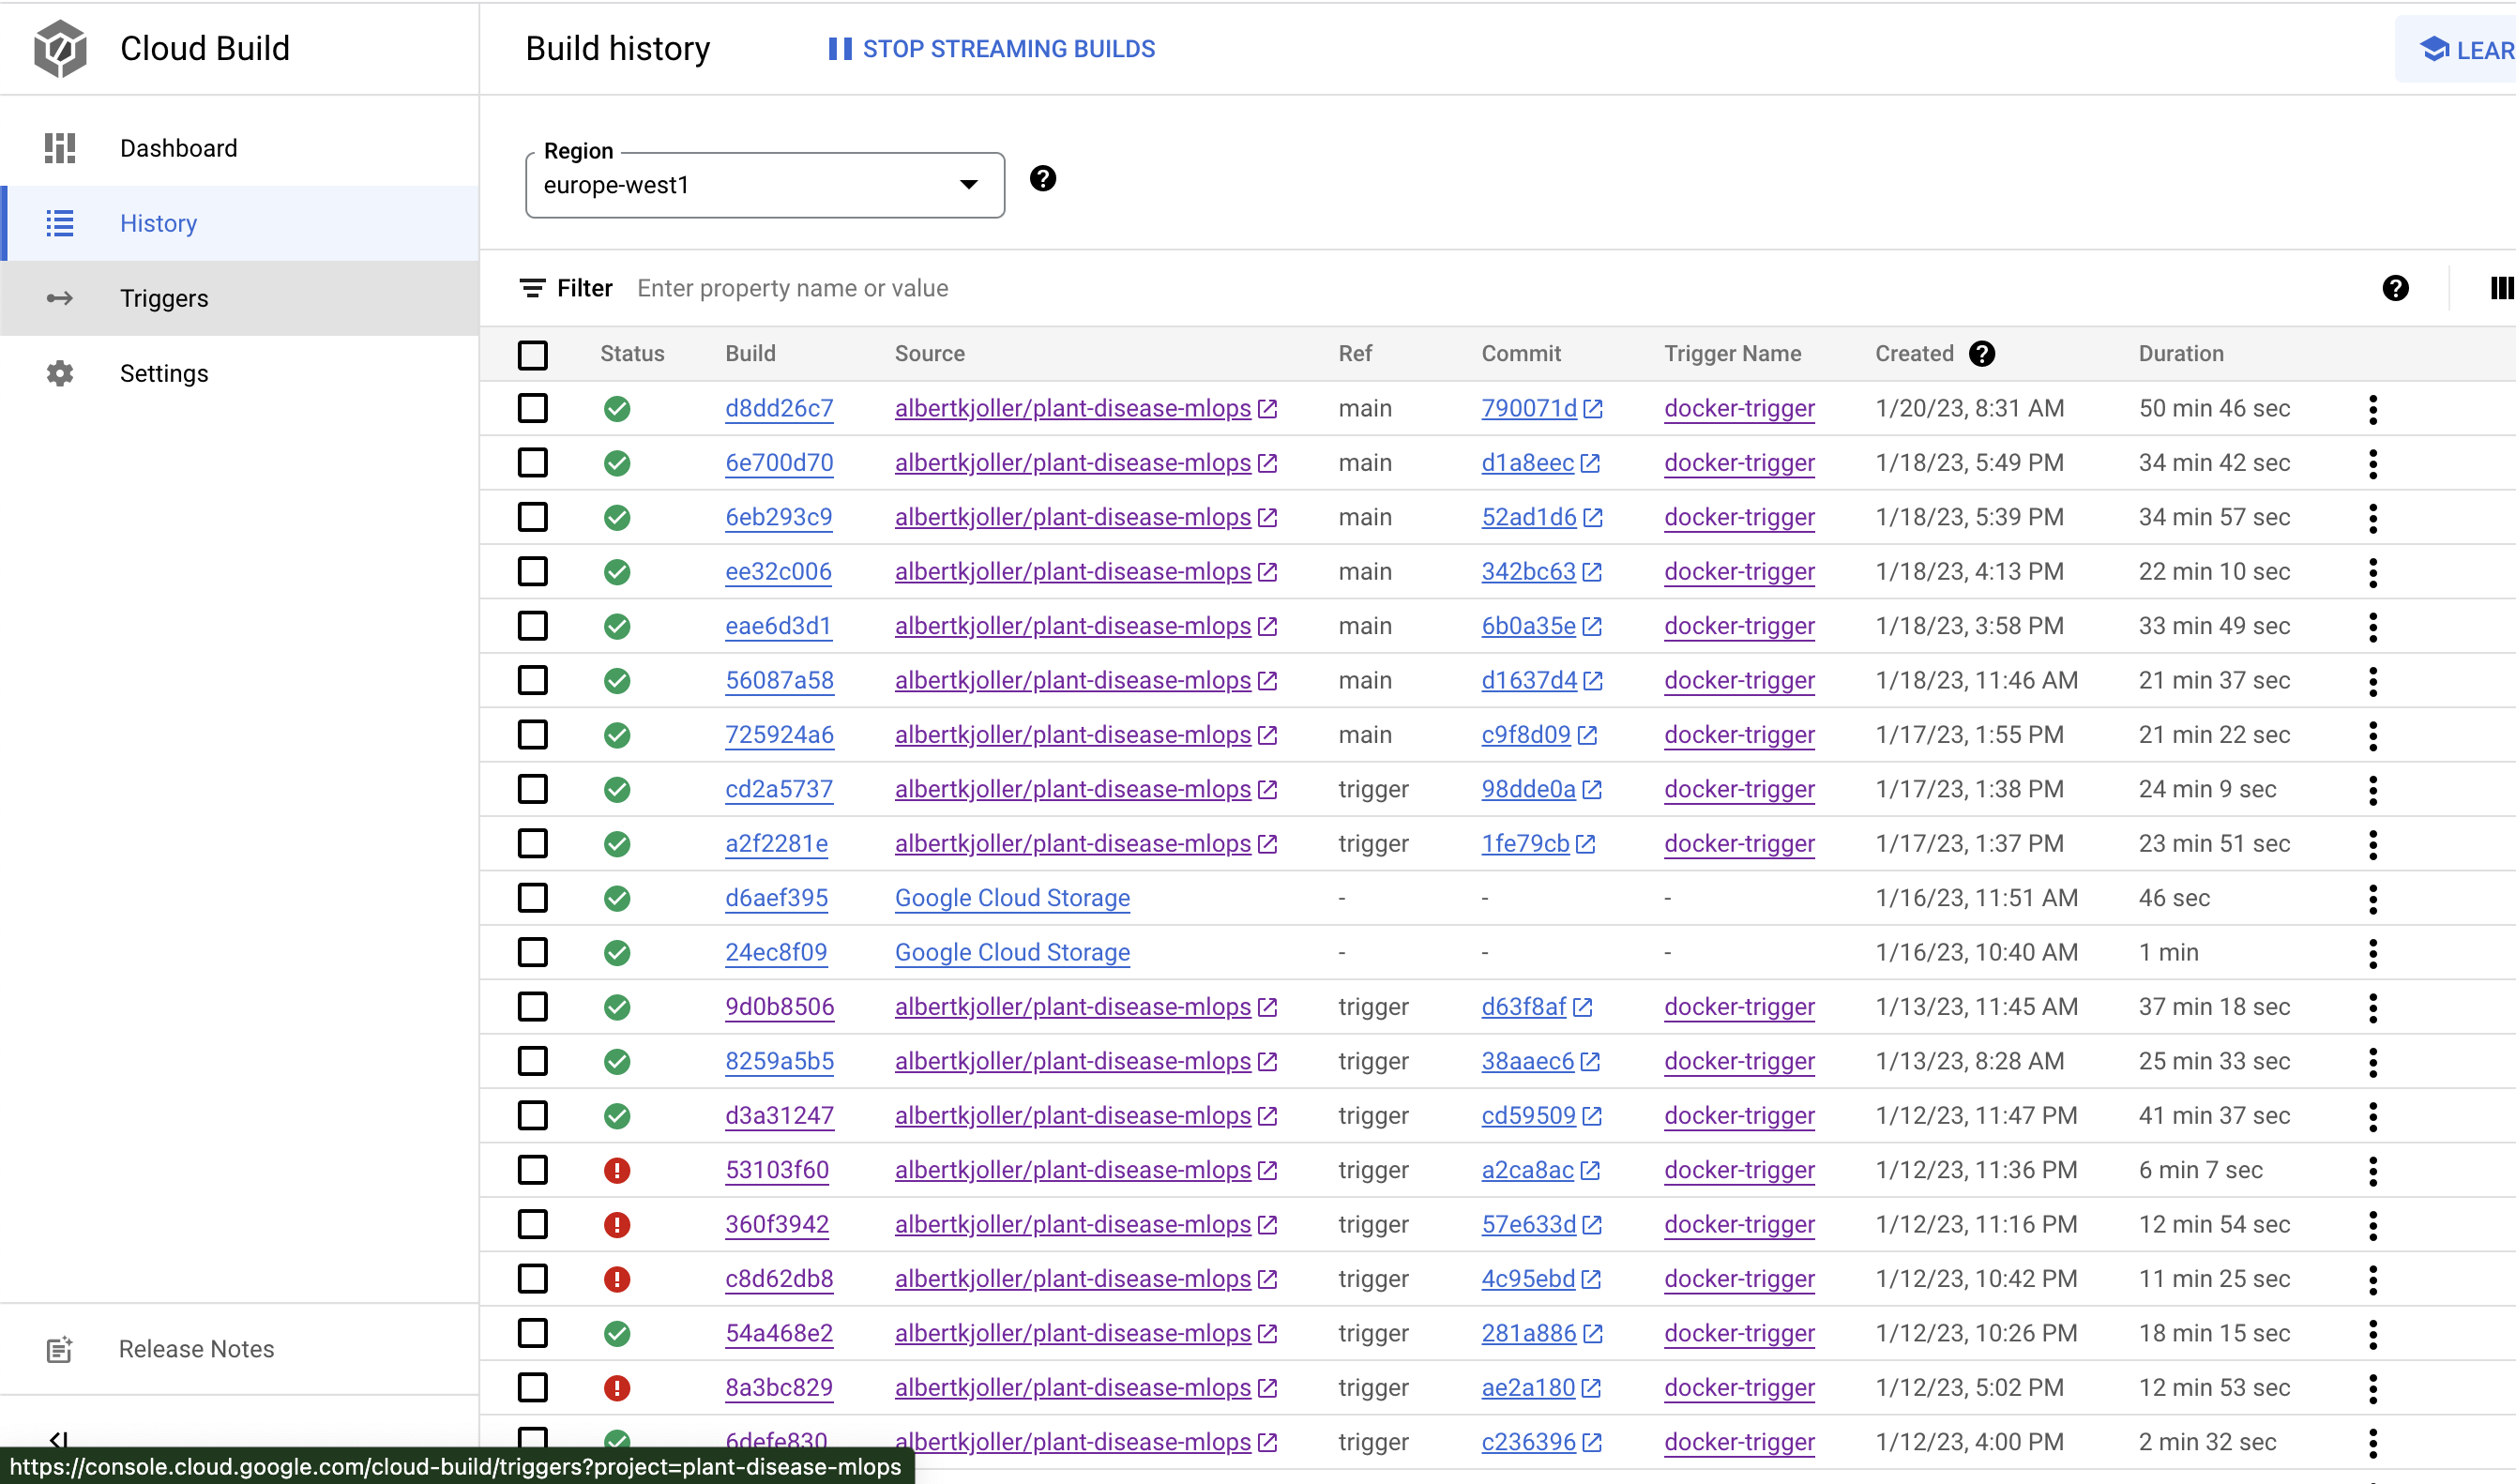 Cloud Build
Build history
STOP STREAMING BUILDS
LEAR
Dashboard
History
Triggers
Settings
Region
europe-west1
Filter Enter property name or value
Status Build Source Ref Commit Trigger Name Created Duration
d8dd26c7 albertkjoller/plant-disease-mlops main 790071d docker-trigger 1/20/23, 8:31 AM 50 min 46 sec
6e700d70 albertkjoller/plant-disease-mlops main d1a8eec docker-trigger 1/18/23, 5:49 PM 34 min 42 sec
6eb293c9 albertkjoller/plant-disease-mlops main 52ad1d6 docker-trigger 1/18/23, 5:39 PM 34 min 57 sec
ee32c006 albertkjoller/plant-disease-mlops main 342bc63 docker-trigger 1/18/23, 4:13 PM 22 min 10 sec
eae6d3d1 albertkjoller/plant-disease-mlops main 6b0a35e docker-trigger 1/18/23, 3:58 PM 33 min 49 sec
56087a58 albertkjoller/plant-disease-mlops main d1637d4 docker-trigger 1/18/23, 11:46 AM 21 min 37 sec
725924a6 albertkjoller/plant-disease-mlops main c9f8d09 docker-trigger 1/17/23, 1:55 PM 21 min 22 sec
cd2a5737 albertkjoller/plant-disease-mlops trigger 98dde0a docker-trigger 1/17/23, 1:38 PM 24 min 9 sec
a2f2281e albertkjoller/plant-disease-mlops trigger 1fe79cb docker-trigger 1/17/23, 1:37 PM 23 min 51 sec
d6aef395 Google Cloud Storage - - - 1/16/23, 11:51 AM 46 sec
24ec8f09 Google Cloud Storage - - - 1/16/23, 10:40 AM 1 min
9d0b8506 albertkjoller/plant-disease-mlops trigger d63f8af docker-trigger 1/13/23, 11:45 AM 37 min 18 sec
8259a5b5 albertkjoller/plant-disease-mlops trigger 38aaec6 docker-trigger 1/13/23, 8:28 AM 25 min 33 sec
d3a31247 albertkjoller/plant-disease-mlops trigger cd59509 docker-trigger 1/12/23, 11:47 PM 41 min 37 sec
53103f60 albertkjoller/plant-disease-mlops trigger a2ca8ac docker-trigger 1/12/23, 11:36 PM 6 min 7 sec
360f3942 albertkjoller/plant-disease-mlops trigger 57e633d docker-trigger 1/12/23, 11:16 PM 12 min 54 sec
c8d62db8 albertkjoller/plant-disease-mlops trigger 4c95ebd docker-trigger 1/12/23, 10:42 PM 11 min 25 sec
54a468e2 albertkjoller/plant-disease-mlops trigger 281a886 docker-trigger 1/12/23, 10:26 PM 18 min 15 sec
8a3bc829 albertkjoller/plant-disease-mlops trigger ae2a180 docker-trigger 1/12/23, 5:02 PM 12 min 53 sec
6defe830 albertkjoller/plant-disease-mlops trigger c236396 docker-trigger 1/12/23, 4:00 PM 2 min 32 sec
Release Notes
https://console.cloud.google.com/cloud-build/triggers?project=plant-disease-mlops